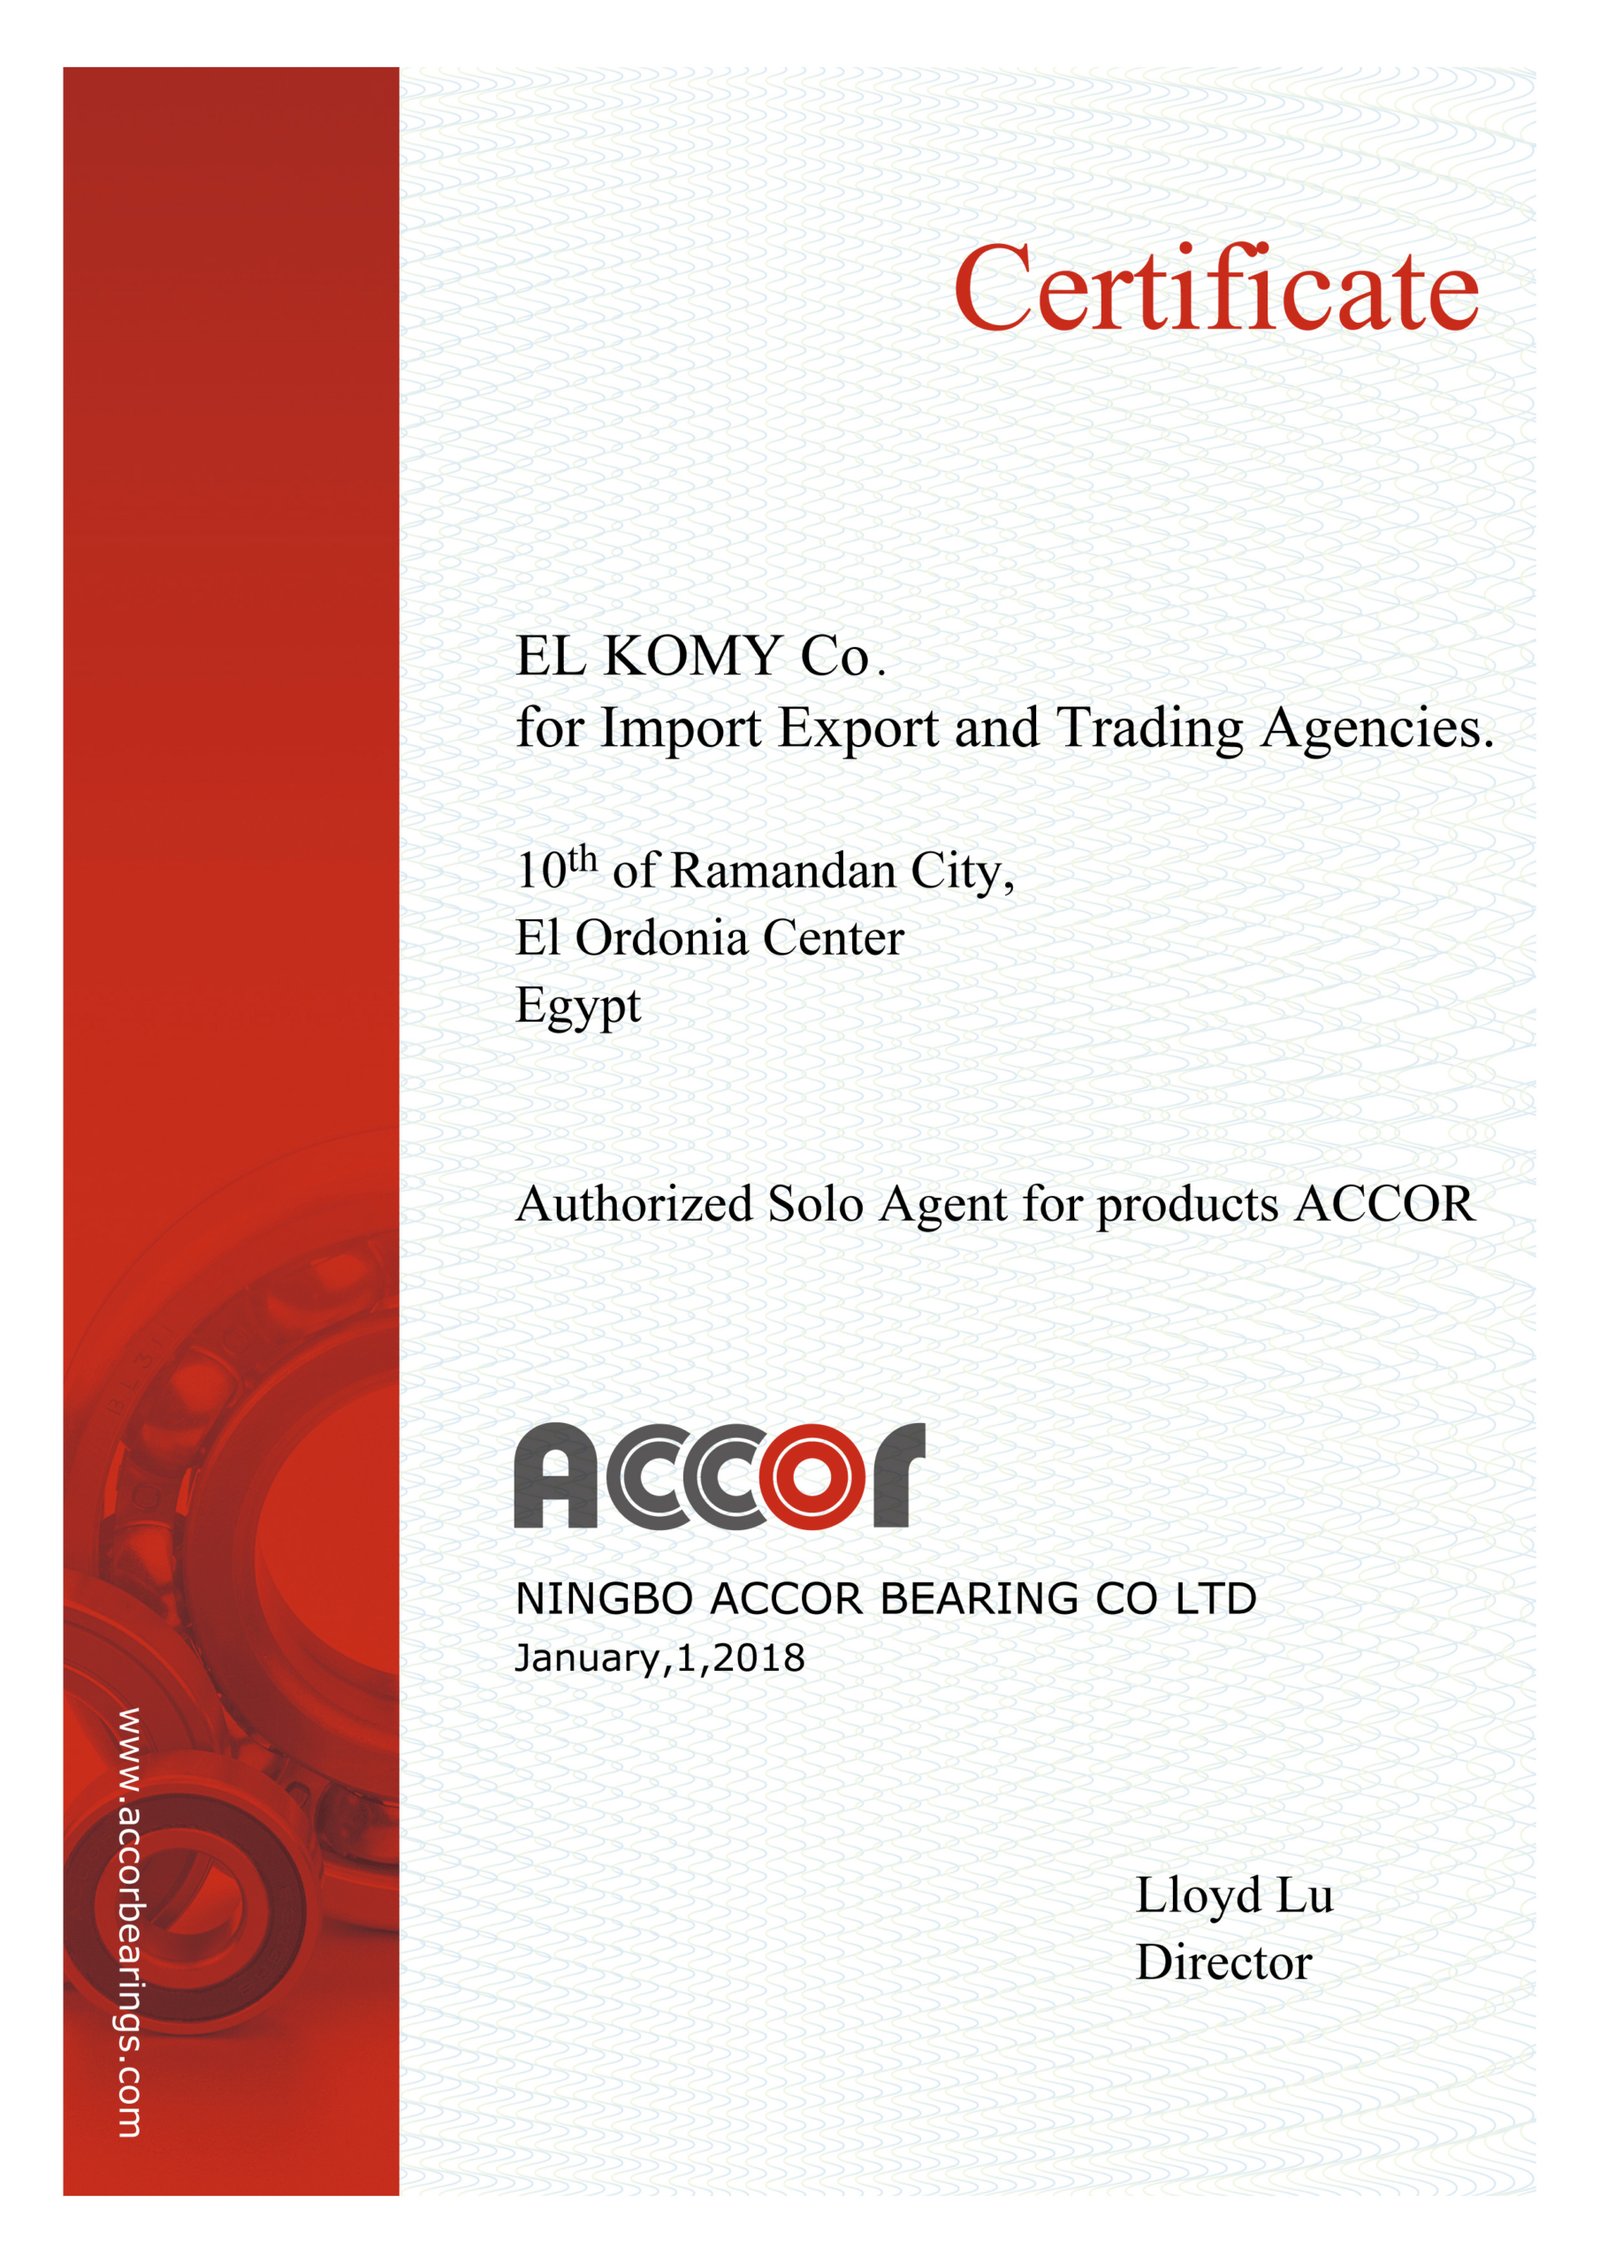 Certificate
EL KOMY Co.
for Import Export and Trading Agencies.
10th of Ramandan City,
El Ordonia Center
Egypt
Authorized Solo Agent for products ACCOR
Accor
NINGBO ACCOR BEARING CO LTD
January,1,2018
Lloyd Lu
Director
www.accorbearings.com